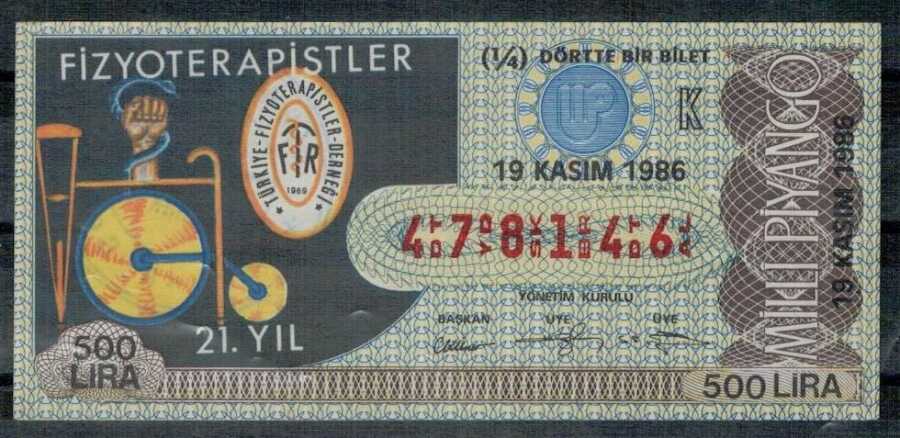 FİZYOTERAPİSTLER
TÜRKİYE-FİZYOTERAPİSTLER-DERNEĞİ
FTR
1969
21. YIL
500
LİRA
(1/4) DÖRTTE BİR BİLET
K
19 KASIM 1986
478146
YÖNETİM KURULU
BAŞKAN ÜYE ÜYE
500 LİRA
MİLLİ PİYANGO
19 KASIM 1986